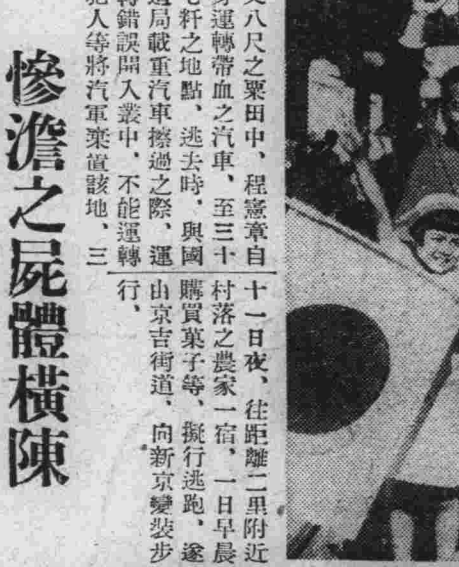 八尺之粟田中、程憲章自
運轉帶血之汽車、至三十
粁之地點、逃去時、與國
道局載重汽車擦過之際、運
轉錯誤開入叢中、不能運轉
犯人等將汽軍棄置該地、三
十一日夜、往距離二里附近
村落之農家一宿、一日早晨
購買菓子等、擬行逃跑、遂
由京吉街道、向新京變裝步
行、
慘澹之屍體橫陳